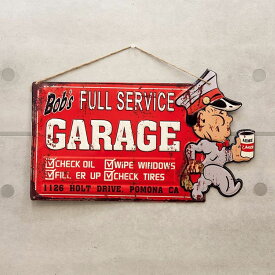 Bob's FULL SERVICE
GARAGE
CHECK OIL WIPE WINDOWS
FILL ER UP CHECK TIRES
1126 HOLT DRIVE, POMONA CA